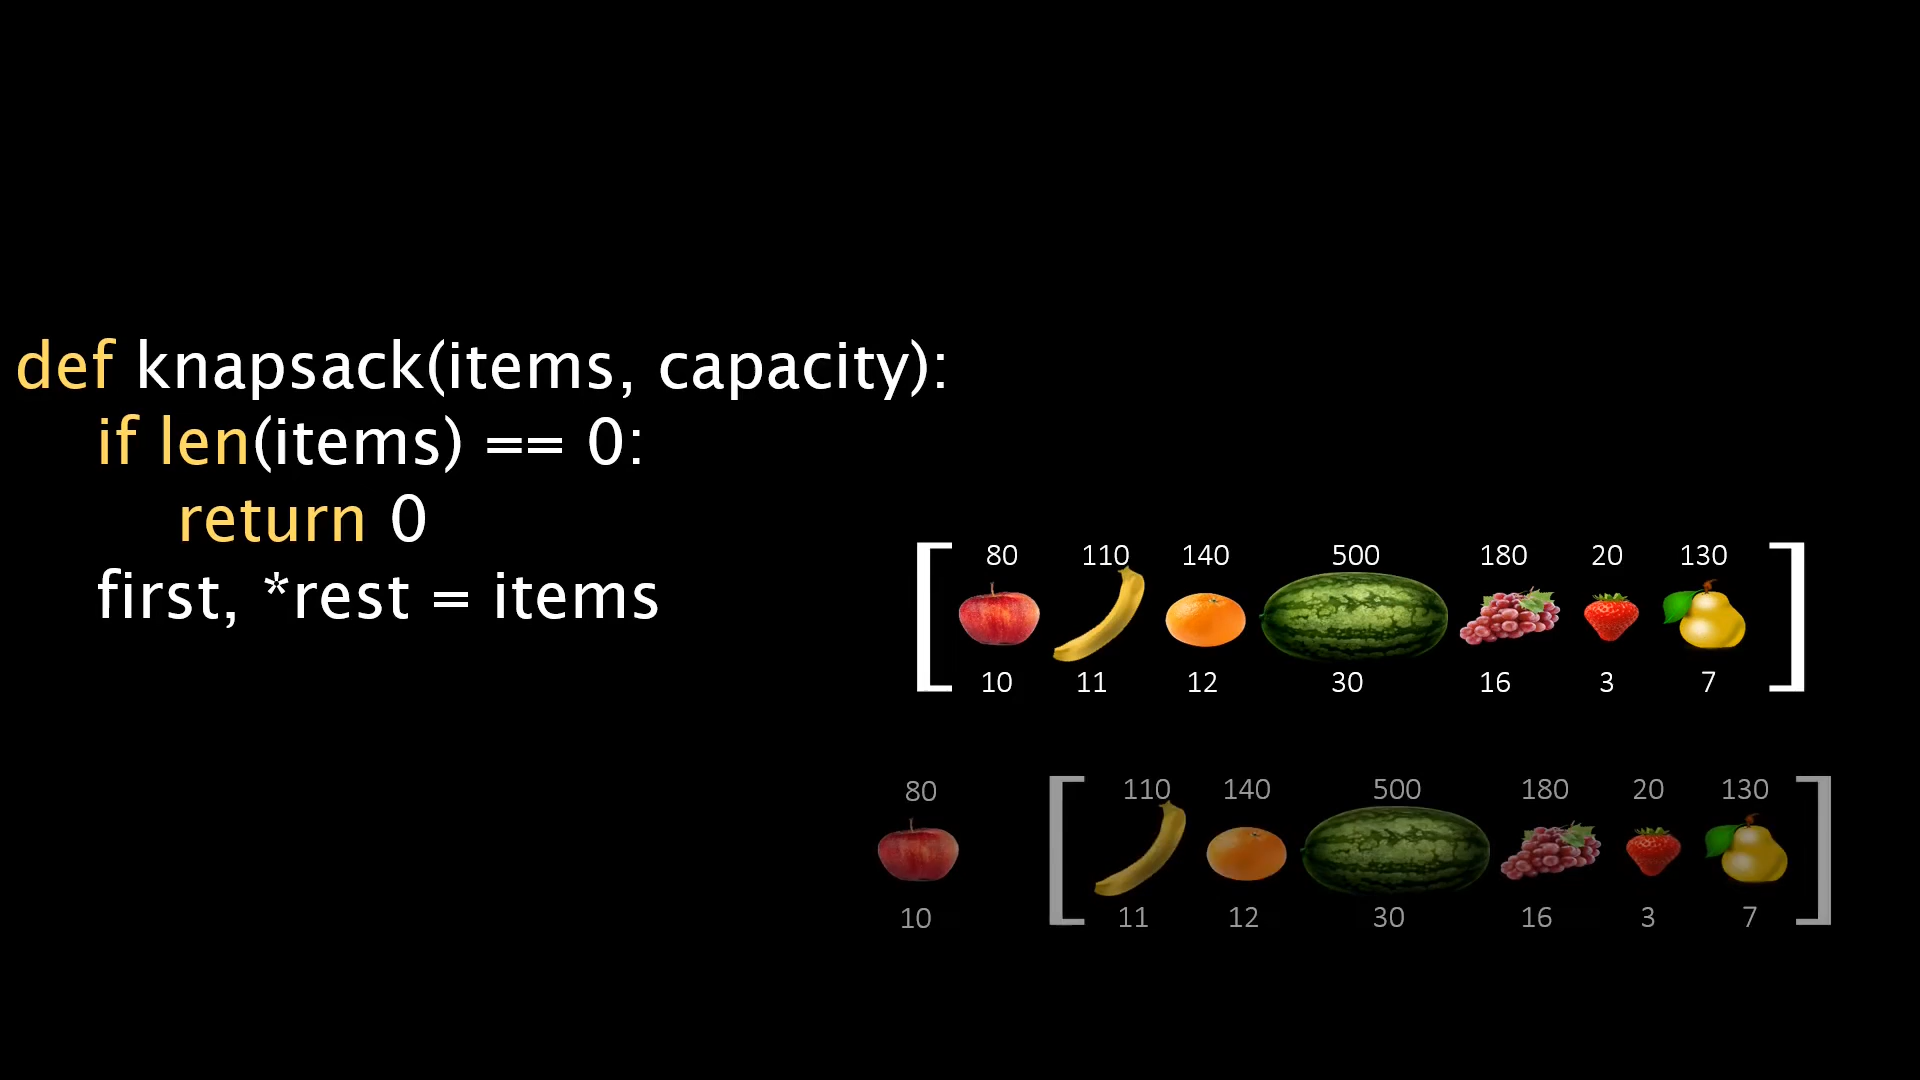 def knapsack(items, capacity):
if len(items) == 0:
return 0
first, *rest = items
80 110 140 500 180 20 130
10 11 12 30 16 3 7
80 110 140 500 180 20 130
10 11 12 30 16 3 7